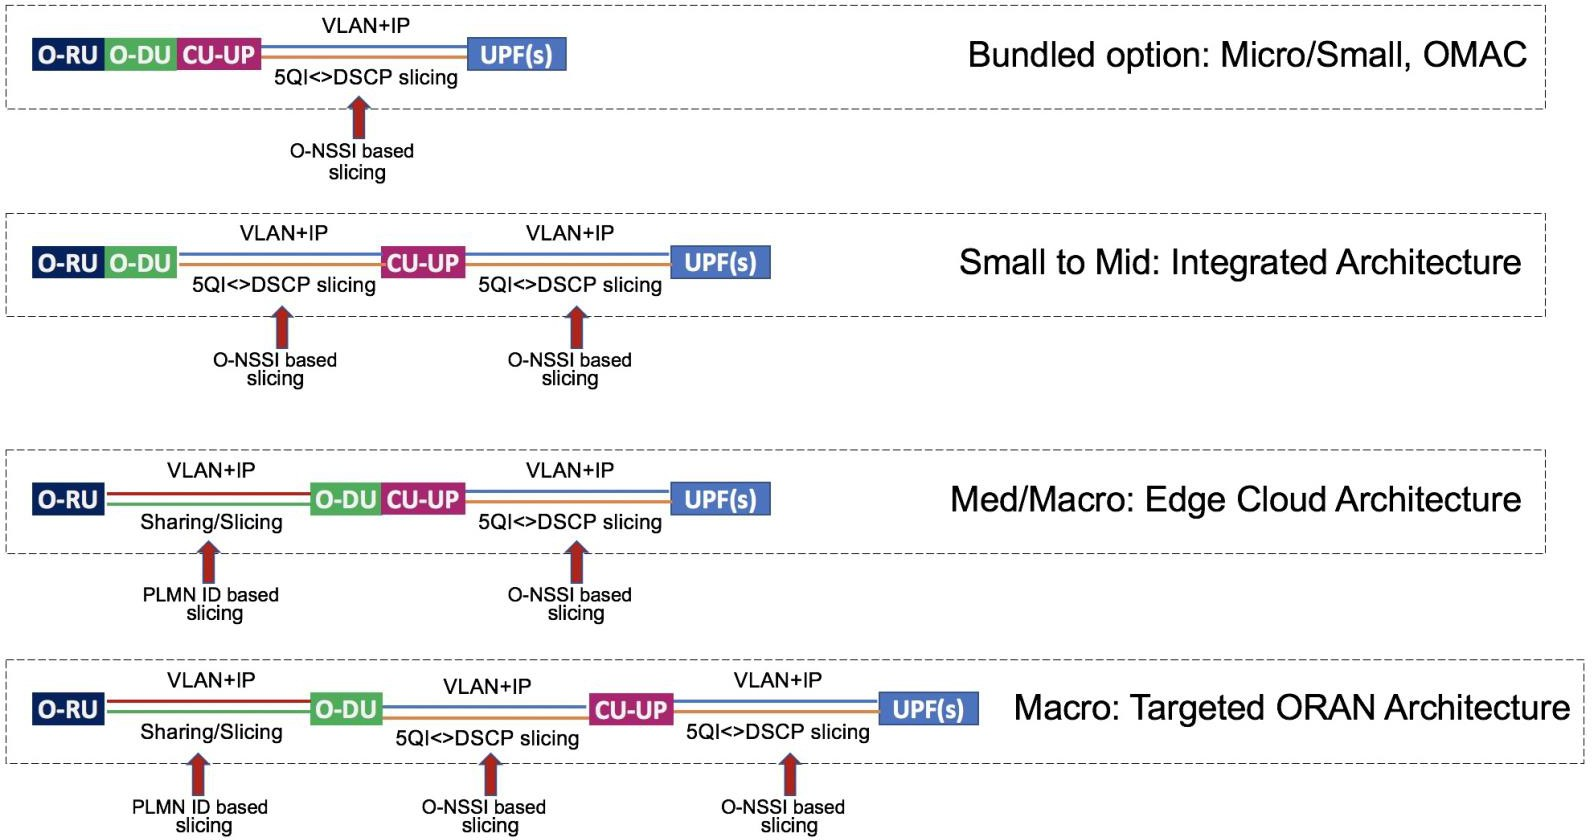 VLAN+IP
O-RU O-DU CU-UP UPF(s) Bundled option: Micro/Small, OMAC
5QI<>DSCP slicing
O-NSSI based
slicing
VLAN+IP VLAN+IP
O-RU O-DU CU-UP UPF(s) Small to Mid: Integrated Architecture
5QI<>DSCP slicing 5QI<>DSCP slicing
O-NSSI based O-NSSI based
slicing slicing
VLAN+IP VLAN+IP
O-RU O-DU CU-UP UPF(s) Med/Macro: Edge Cloud Architecture
Sharing/Slicing 5QI<>DSCP slicing
PLMN ID based O-NSSI based
slicing slicing
VLAN+IP VLAN+IP VLAN+IP
O-RU O-DU CU-UP UPF(s) Macro: Targeted ORAN Architecture
Sharing/Slicing 5QI<>DSCP slicing 5QI<>DSCP slicing
PLMN ID based O-NSSI based O-NSSI based
slicing slicing slicing